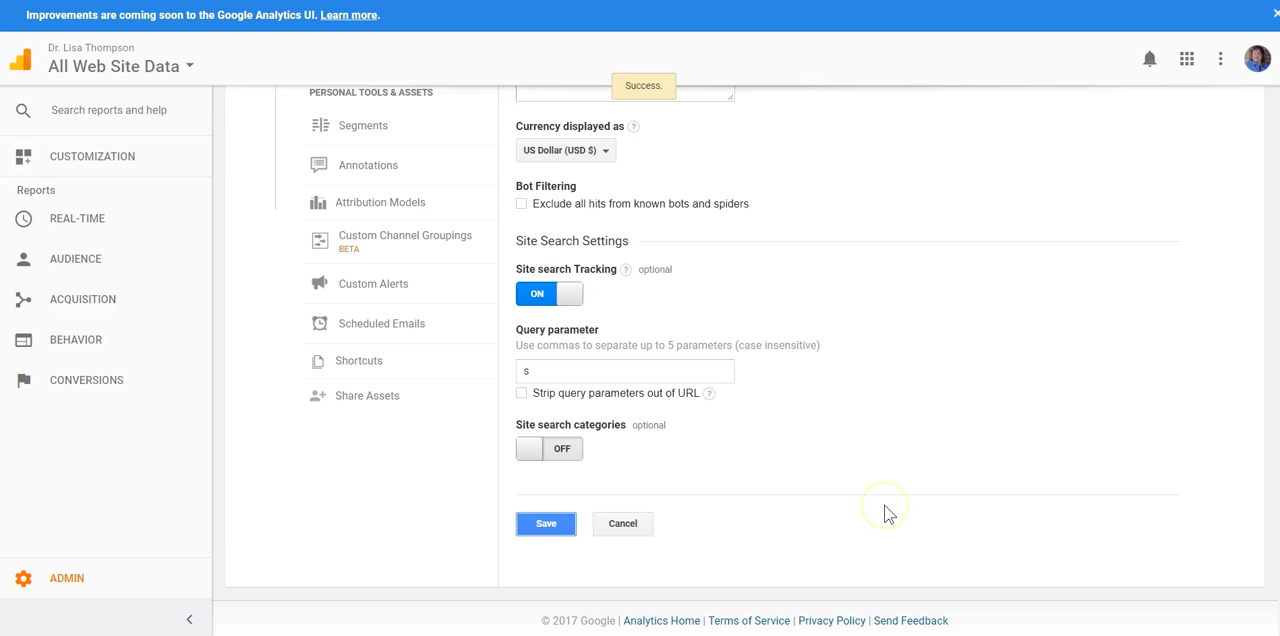 Improvements are coming soon to the Google Analytics UI. Learn more.
Dr. Lisa Thompson
All Web Site Data
Success.
Search reports and help
CUSTOMIZATION
Reports
REAL-TIME
AUDIENCE
ACQUISITION
BEHAVIOR
CONVERSIONS
ADMIN
PERSONAL TOOLS & ASSETS
Segments
Annotations
Attribution Models
Custom Channel Groupings
BETA
Custom Alerts
Scheduled Emails
Shortcuts
Share Assets
Currency displayed as ?
US Dollar (USD $)
Bot Filtering
Exclude all hits from known bots and spiders
Site Search Settings
Site search Tracking ? optional
ON
Query parameter
Use commas to separate up to 5 parameters (case insensitive)
s
Strip query parameters out of URL ?
Site search categories optional
OFF
Save Cancel
© 2017 Google | Analytics Home | Terms of Service | Privacy Policy | Send Feedback